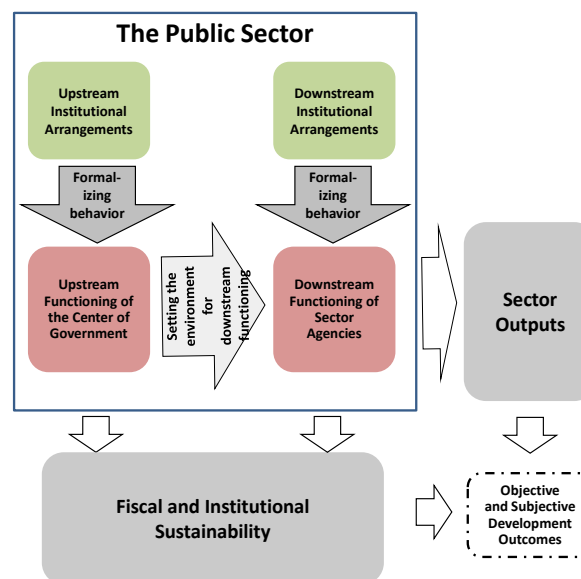 The Public Sector
Upstream
Institutional
Arrangements
Downstream
Institutional
Arrangements
Formal-
izing
behavior
Formal-
izing
behavior
Upstream
Functioning of
the Center of
Government
Setting the
environment
for
downstream
functioning
Downstream
Functioning of
Sector
Agencies
Sector
Outputs
Fiscal and Institutional
Sustainability
Objective
and Subjective
Development
Outcomes